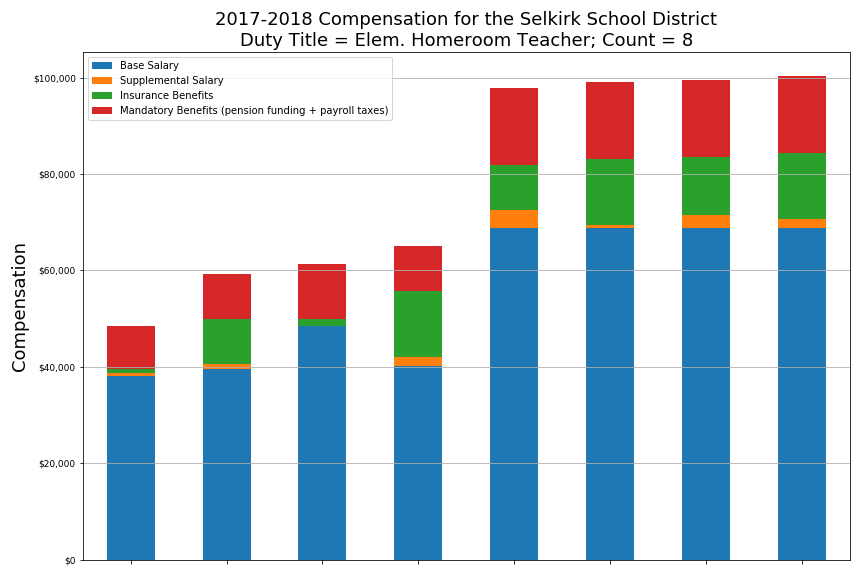 2017-2018 Compensation for the Selkirk School District
Duty Title = Elem. Homeroom Teacher; Count = 8
Base Salary
Supplemental Salary
Insurance Benefits
Mandatory Benefits (pension funding + payroll taxes)
$100,000
$80,000
$60,000
$40,000
$20,000
$0
Compensation